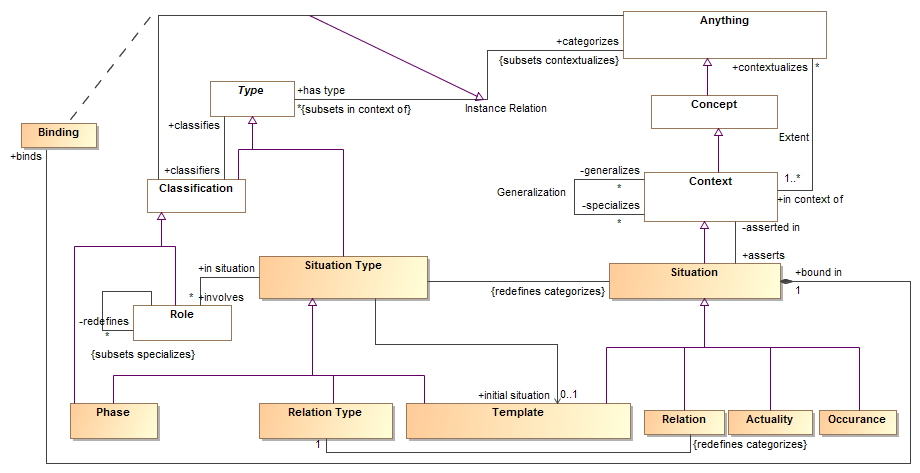 Anything
+categorizes
{subsets contextualizes}
+contextualizes *
Type
+has type
*{subsets in context of}
Instance Relation
Concept
Binding
+binds
+classifies
Extent
+classifiers
Classification
-generalizes
*
Generalization
-specializes
*
Context
1..*
+in context of
-asserted in
+asserts
+in situation
Situation Type
{redefines categorizes}
Situation
+bound in
1
* +involves
-redefines
*
Role
{subsets specializes}
+initial situation
0..1
Phase
Relation Type
Template
Relation
Actuality
Occurance
1
{redefines categorizes}